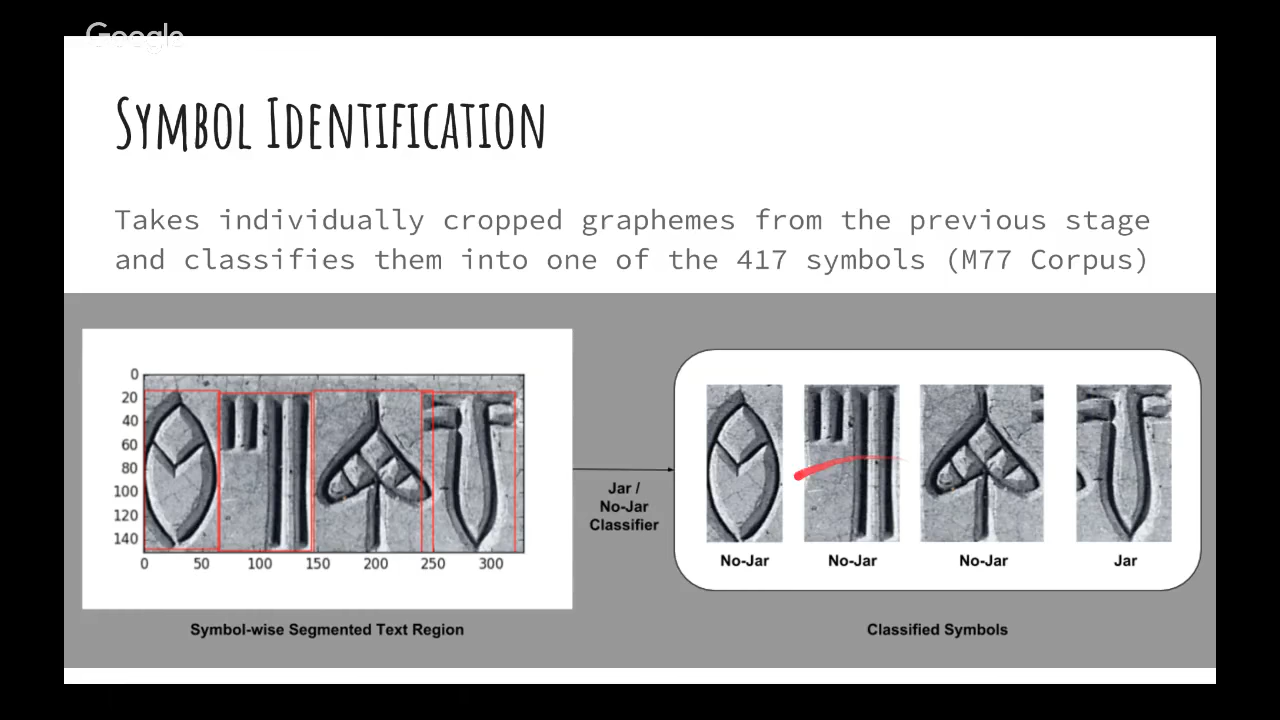 Google
Symbol Identification
Takes individually cropped graphemes from the previous stage
and classifies them into one of the 417 symbols (M77 Corpus)
0
20
40
60
80
100
120
140
0 50 100 150 200 250 300
Symbol-wise Segmented Text Region
Jar /
No-Jar
Classifier
No-Jar No-Jar No-Jar Jar
Classified Symbols